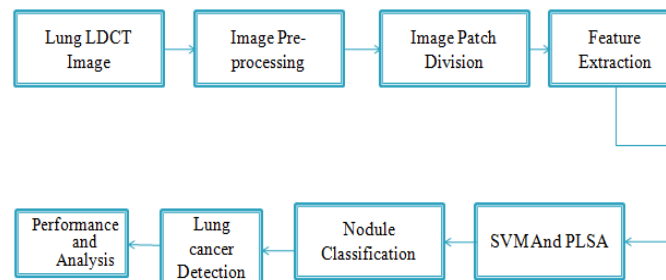 Lung LDCT
Image
Image Pre-
processing
Image Patch
Division
Feature
Extraction
Performance
and
Analysis
Lung
cancer
Detection
Nodule
Classification
SVM And PLSA